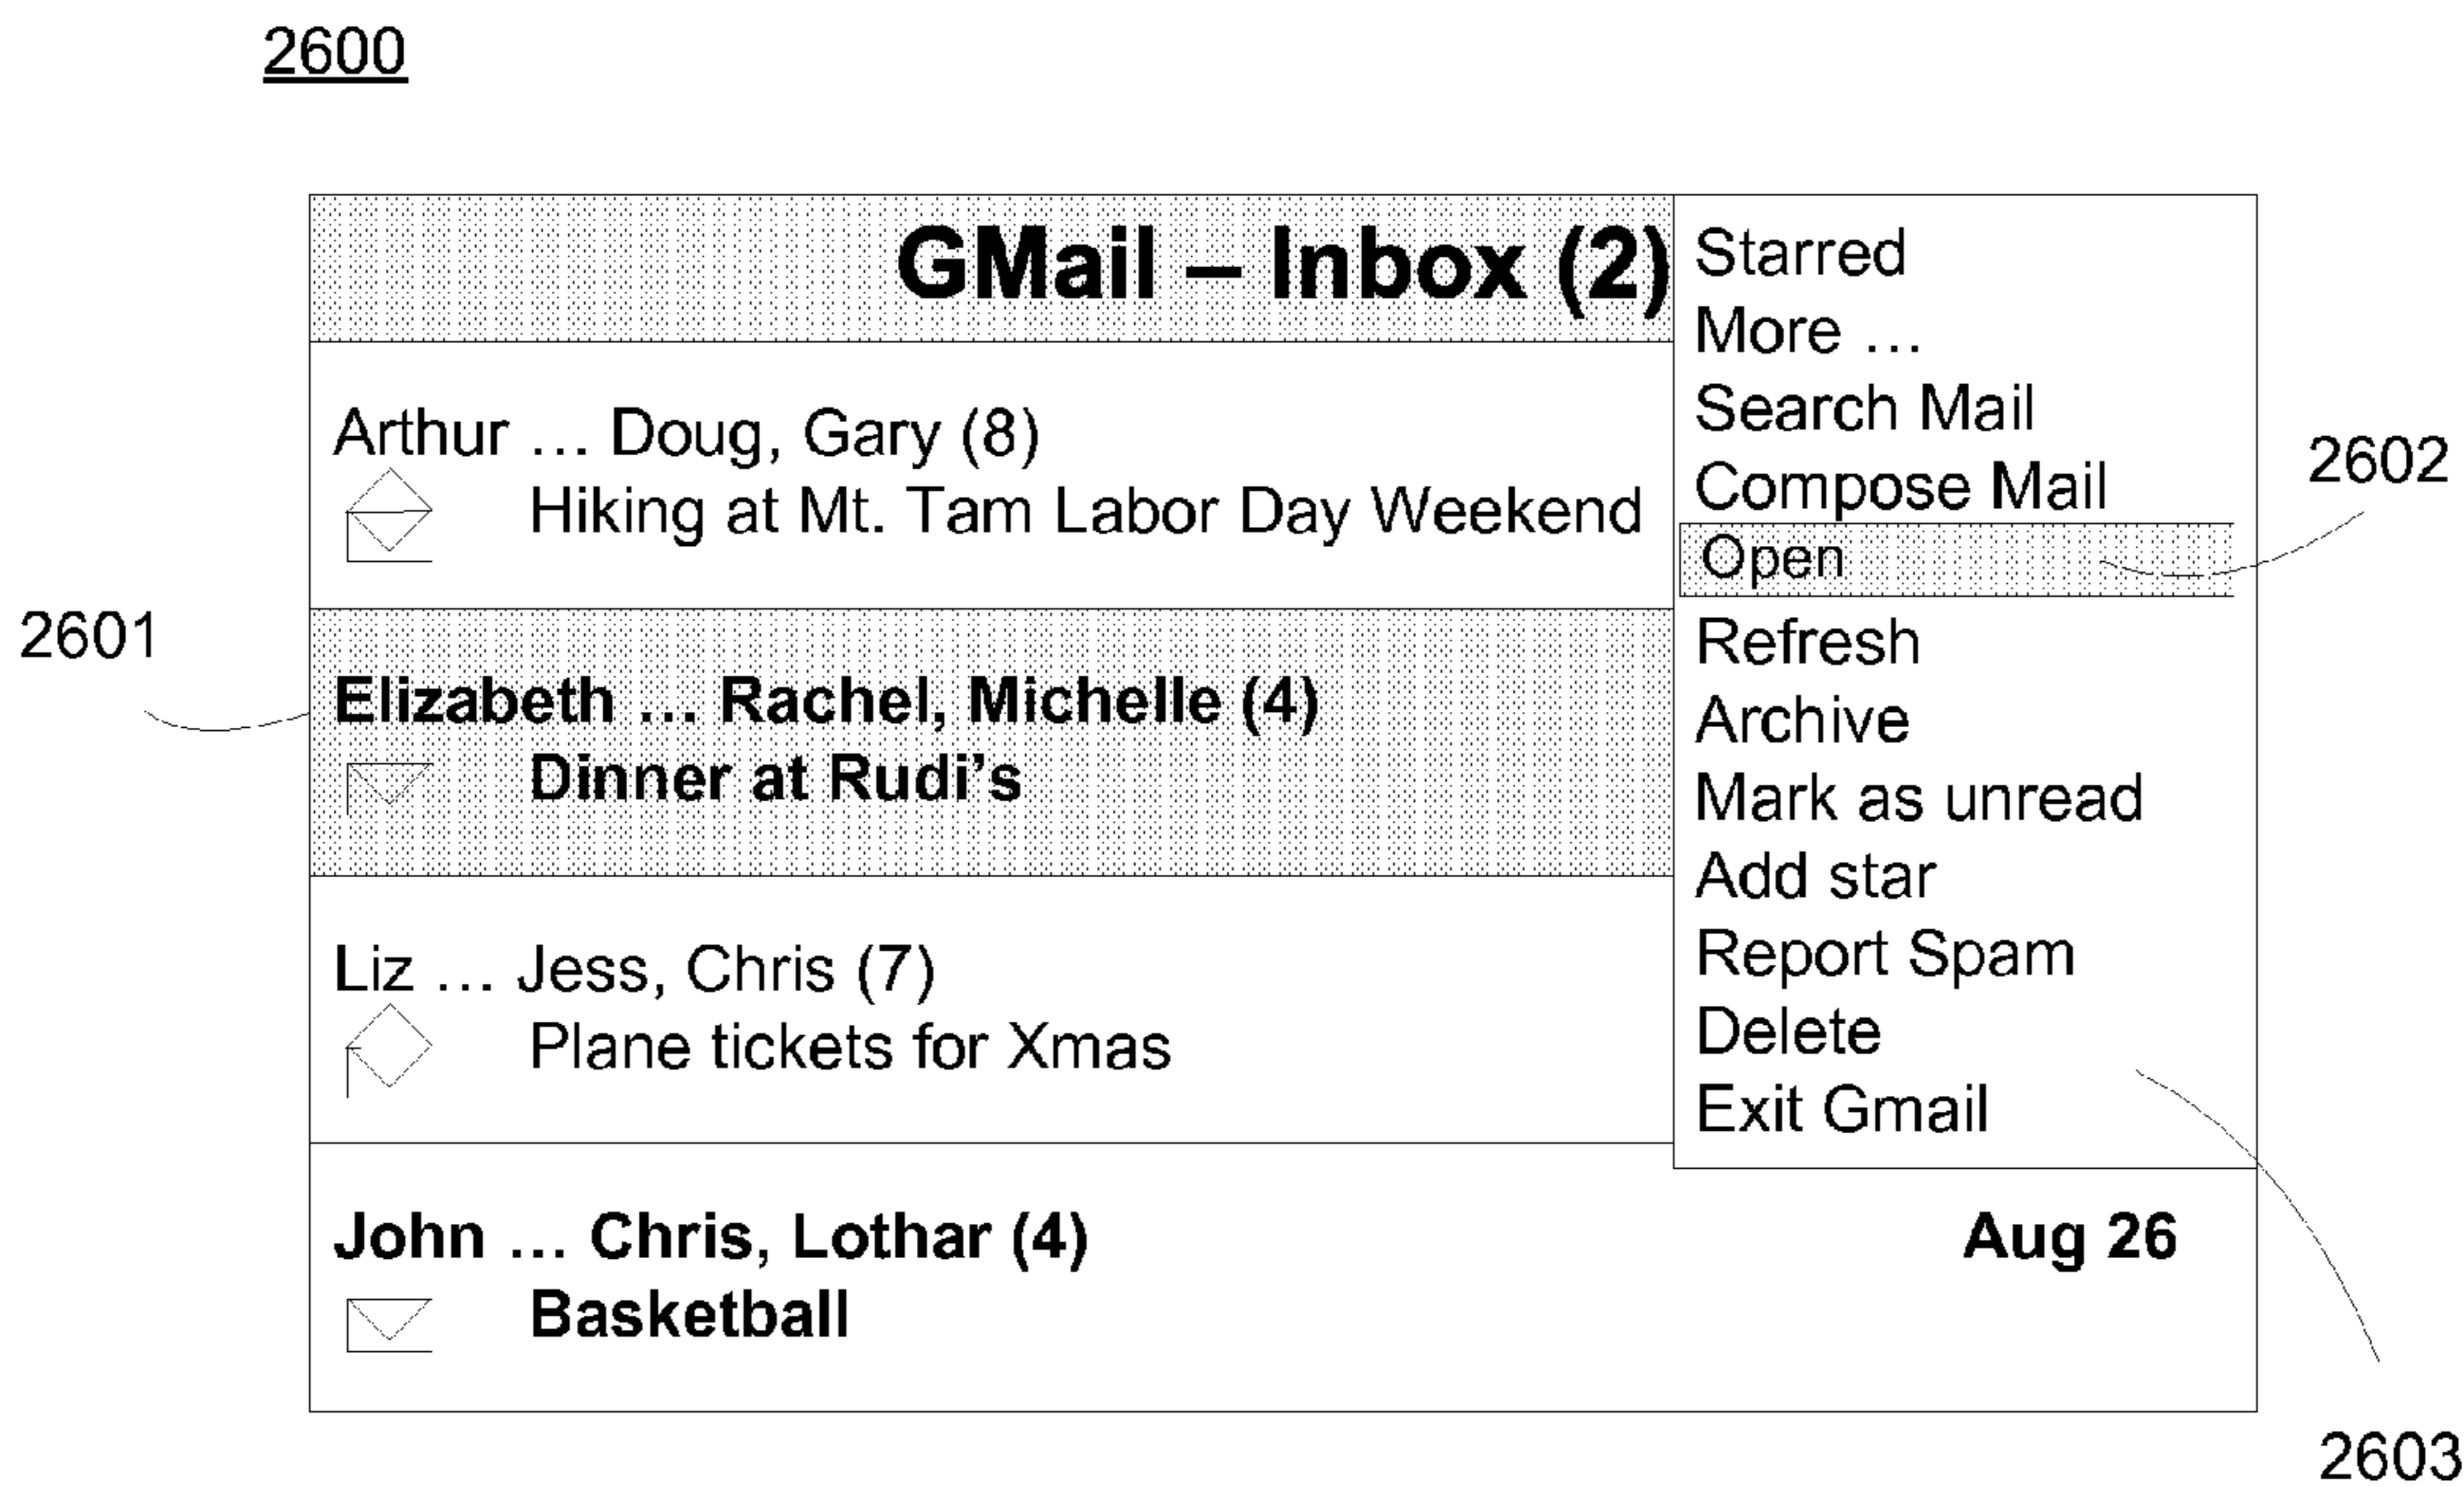 2600
GMail – Inbox (2)
Arthur ... Doug, Gary (8)
Hiking at Mt. Tam Labor Day Weekend
2601
Elizabeth ... Rachel, Michelle (4)
Dinner at Rudi's
Liz ... Jess, Chris (7)
Plane tickets for Xmas
John ... Chris, Lothar (4)
Aug 26
Basketball
Starred
More ...
Search Mail
Compose Mail
2602
Open
Refresh
Archive
Mark as unread
Add star
Report Spam
Delete
Exit Gmail
2603